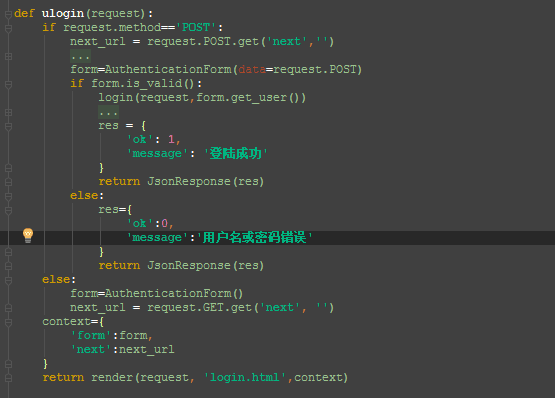 def ulogin(request):
    if request.method=='POST':
        next_url = request.POST.get('next','')
        ...
        form=AuthenticationForm(data=request.POST)
        if form.is_valid():
            login(request,form.get_user())
            ...
            res = {
                'ok': 1,
                'message': '登陆成功'
            }
            return JsonResponse(res)
        else:
            res={
                'ok':0,
                'message':'用户名或密码错误'
            }
            return JsonResponse(res)
    else:
        form=AuthenticationForm()
        next_url = request.GET.get('next', '')
    context={
        'form':form,
        'next':next_url
    }
    return render(request, 'login.html',context)